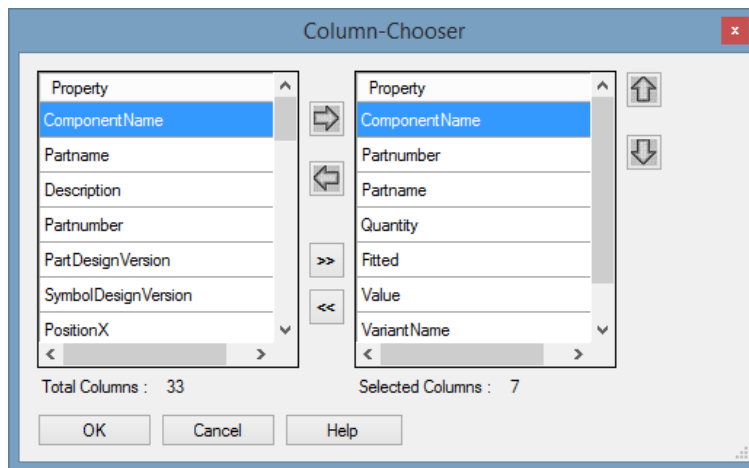 Column-Chooser
x
Property
ComponentName
Partname
Description
Partnumber
PartDesignVersion
SymbolDesignVersion
PositionX
>>
<<
Property
ComponentName
Partnumber
Partname
Quantity
Fitted
Value
VariantName
Total Columns : 33
Selected Columns : 7
OK Cancel Help